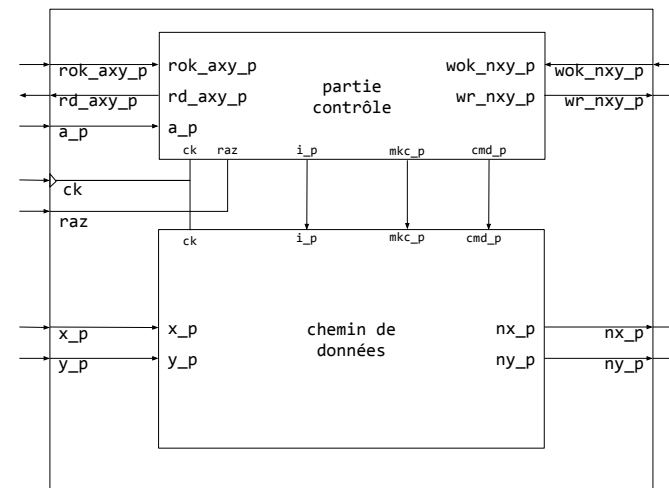 rok_axy_p rok_axy_p wok_nxy_p wok_nxy_p
partie
contrôle
rd_axy_p rd_axy_p wr_nxy_p wr_nxy_p
a_p a_p
ck raz i_p mkc_p cmd_p
ck
raz
ck i_p mkc_p cmd_p
x_p x_p chemin de nx_p nx_p
y_p y_p données ny_p ny_p